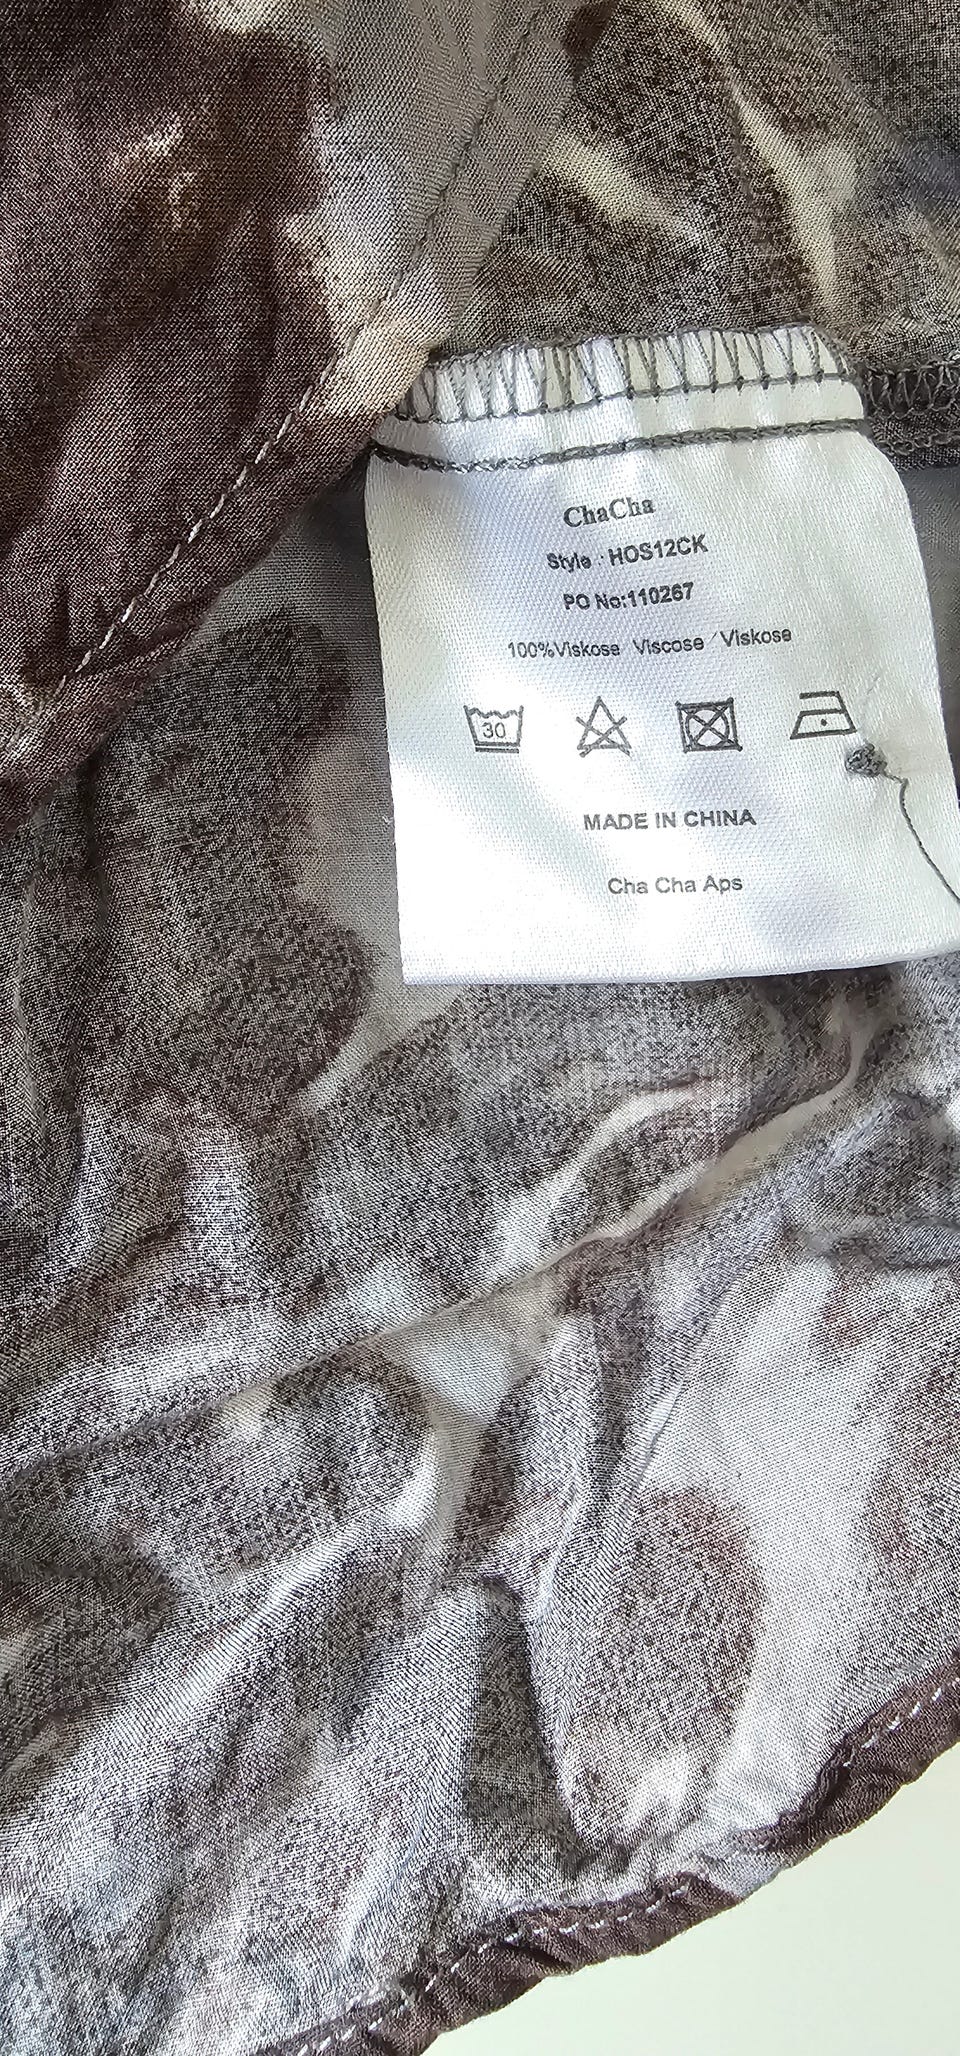 ChaCha
Style : HOS12CK
PO No:110267
100%Viskose Viscose/Viskose
30
MADE IN CHINA
Cha Cha Aps